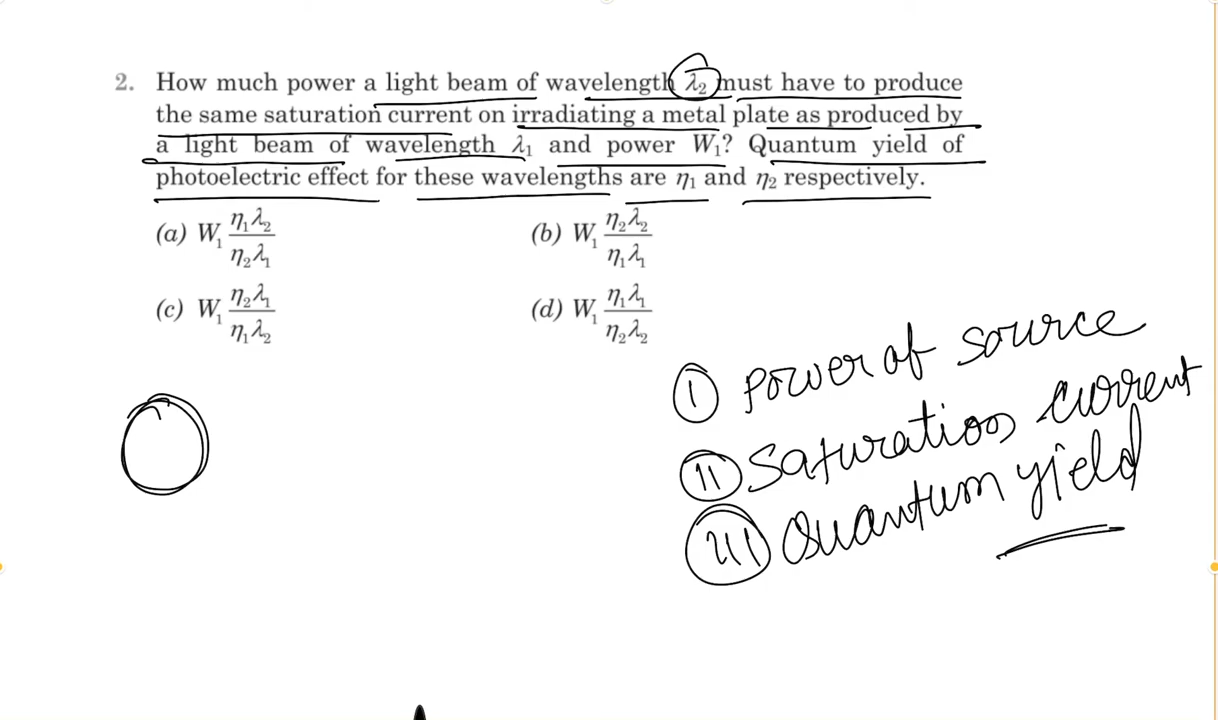 2. How much power a light beam of wavelength λ₂ must have to produce
the same saturation current on irradiating a metal plate as produced by
a light beam of wavelength λ₁ and power W₁? Quantum yield of
photoelectric effect for these wavelengths are η₁ and η₂ respectively.
(a) W₁ η₁λ₂/η₂λ₁ (b) W₁ η₂λ₂/η₁λ₁
(c) W₁ η₂λ₁/η₁λ₂ (d) W₁ η₁λ₁/η₂λ₂
(I) Power of source
(II) Saturation current
(III) Quantum yield